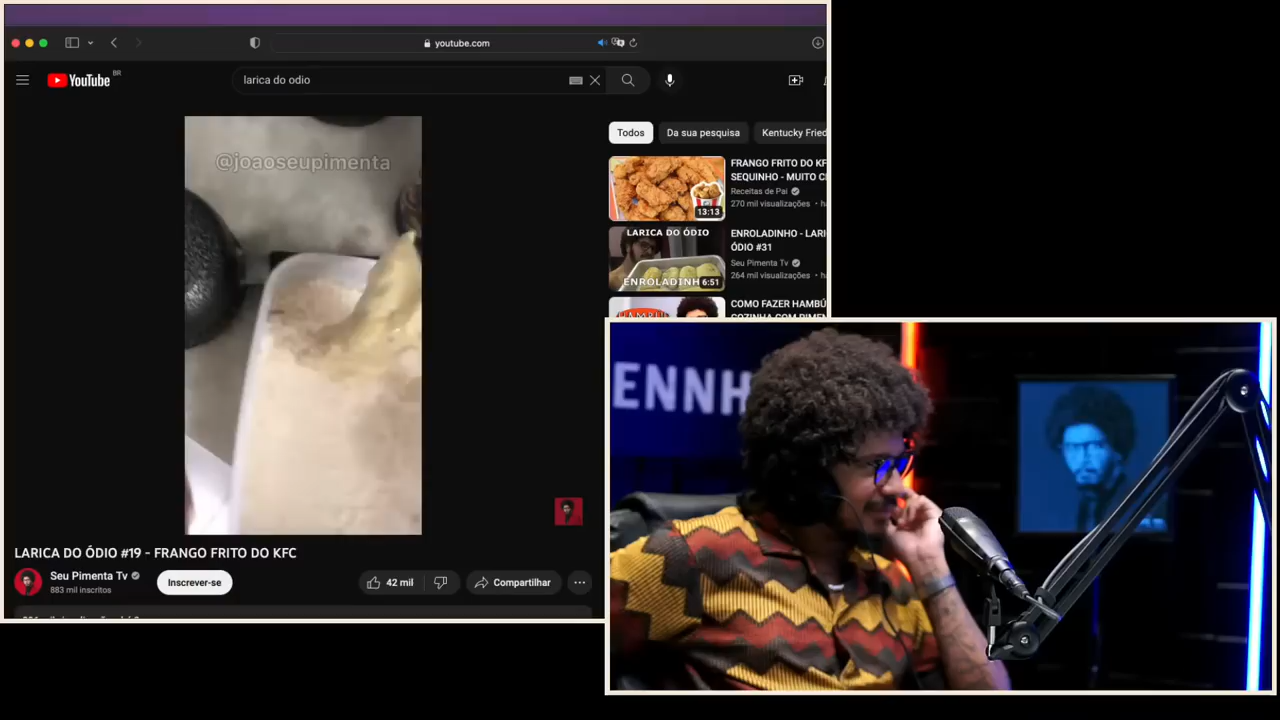 youtube.com
YouTube BR
larica do odio
@joaoseupimenta
Todos
Da sua pesquisa
Kentucky Fried
FRANGO FRITO DO KF
SEQUINHO - MUITO C
Receitas de Pai
270 mil visualizações
13:13
LARICA DO ÓDIO
ENROLADINH
6:51
ENROLADINHO - LARI
ÓDIO #31
Seu Pimenta Tv
264 mil visualizações
COMO FAZER HAMBÚ
ENNH
LARICA DO ÓDIO #19 - FRANGO FRITO DO KFC
Seu Pimenta Tv
883 mil inscritos
Inscrever-se
42 mil
Compartilhar